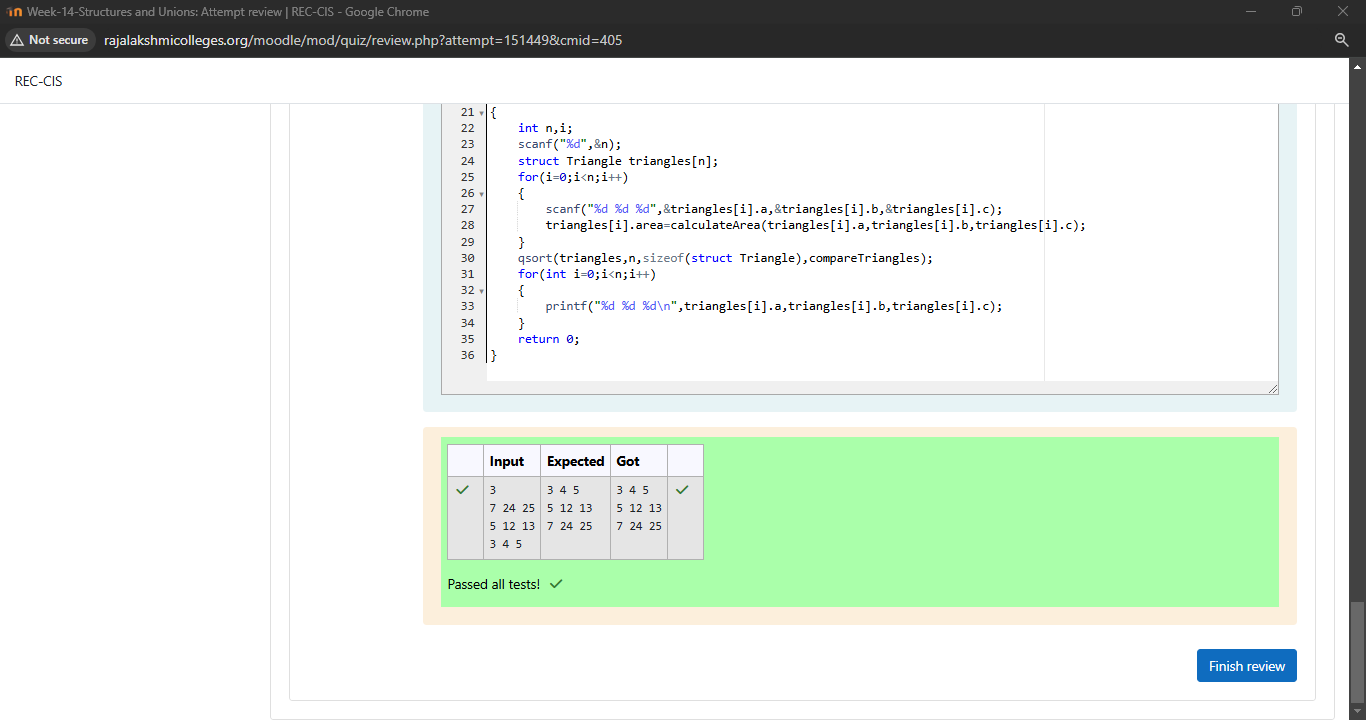 Week-14-Structures and Unions: Attempt review | REC-CIS - Google Chrome
Not secure rajalakshmicolleges.org/moodle/mod/quiz/review.php?attempt=151449&cmid=405
REC-CIS
21 {
22 int n,i;
23 scanf("%d",&n);
24 struct Triangle triangles[n];
25 for(i=0;i<n;i++)
26 {
27 scanf("%d %d %d",&triangles[i].a,&triangles[i].b,&triangles[i].c);
28 triangles[i].area=calculateArea(triangles[i].a,triangles[i].b,triangles[i].c);
29 }
30 qsort(triangles,n,sizeof(struct Triangle),compareTriangles);
31 for(int i=0;i<n;i++)
32 {
33 printf("%d %d %d\n",triangles[i].a,triangles[i].b,triangles[i].c);
34 }
35 return 0;
36 }
Input Expected Got
3 3 4 5 3 4 5
7 24 25 5 12 13 5 12 13
5 12 13 7 24 25 7 24 25
3 4 5
Passed all tests!
Finish review